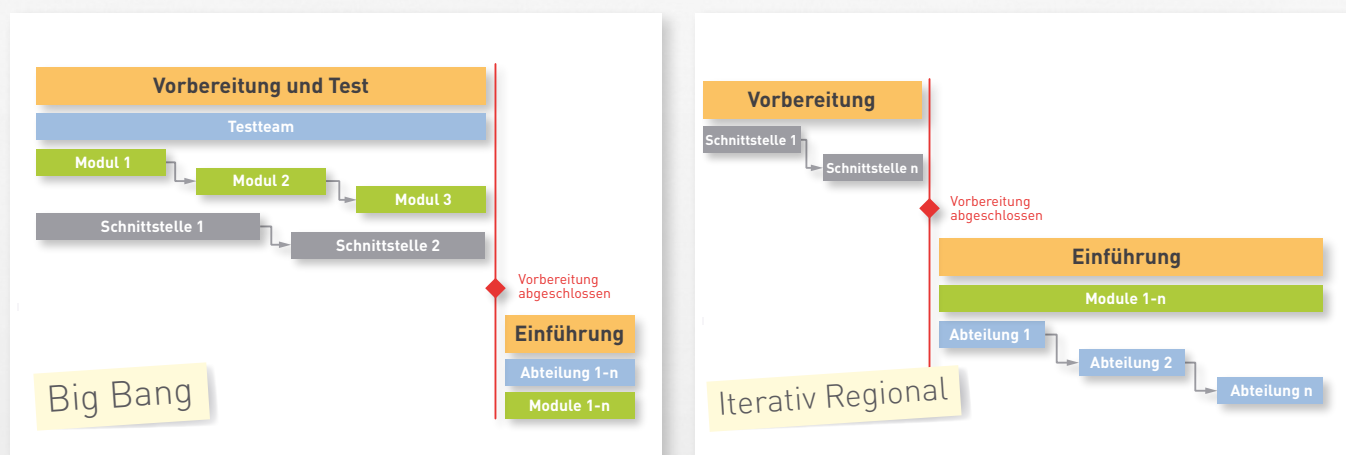 Vorbereitung und Test
Testteam
Modul 1
Modul 2
Modul 3
Schnittstelle 1
Schnittstelle 2
Vorbereitung
abgeschlossen
Einführung
Abteilung 1-n
Module 1-n
Big Bang
Vorbereitung
Schnittstelle 1
Schnittstelle n
Vorbereitung
abgeschlossen
Einführung
Module 1-n
Abteilung 1
Abteilung 2
Abteilung n
Iterativ Regional